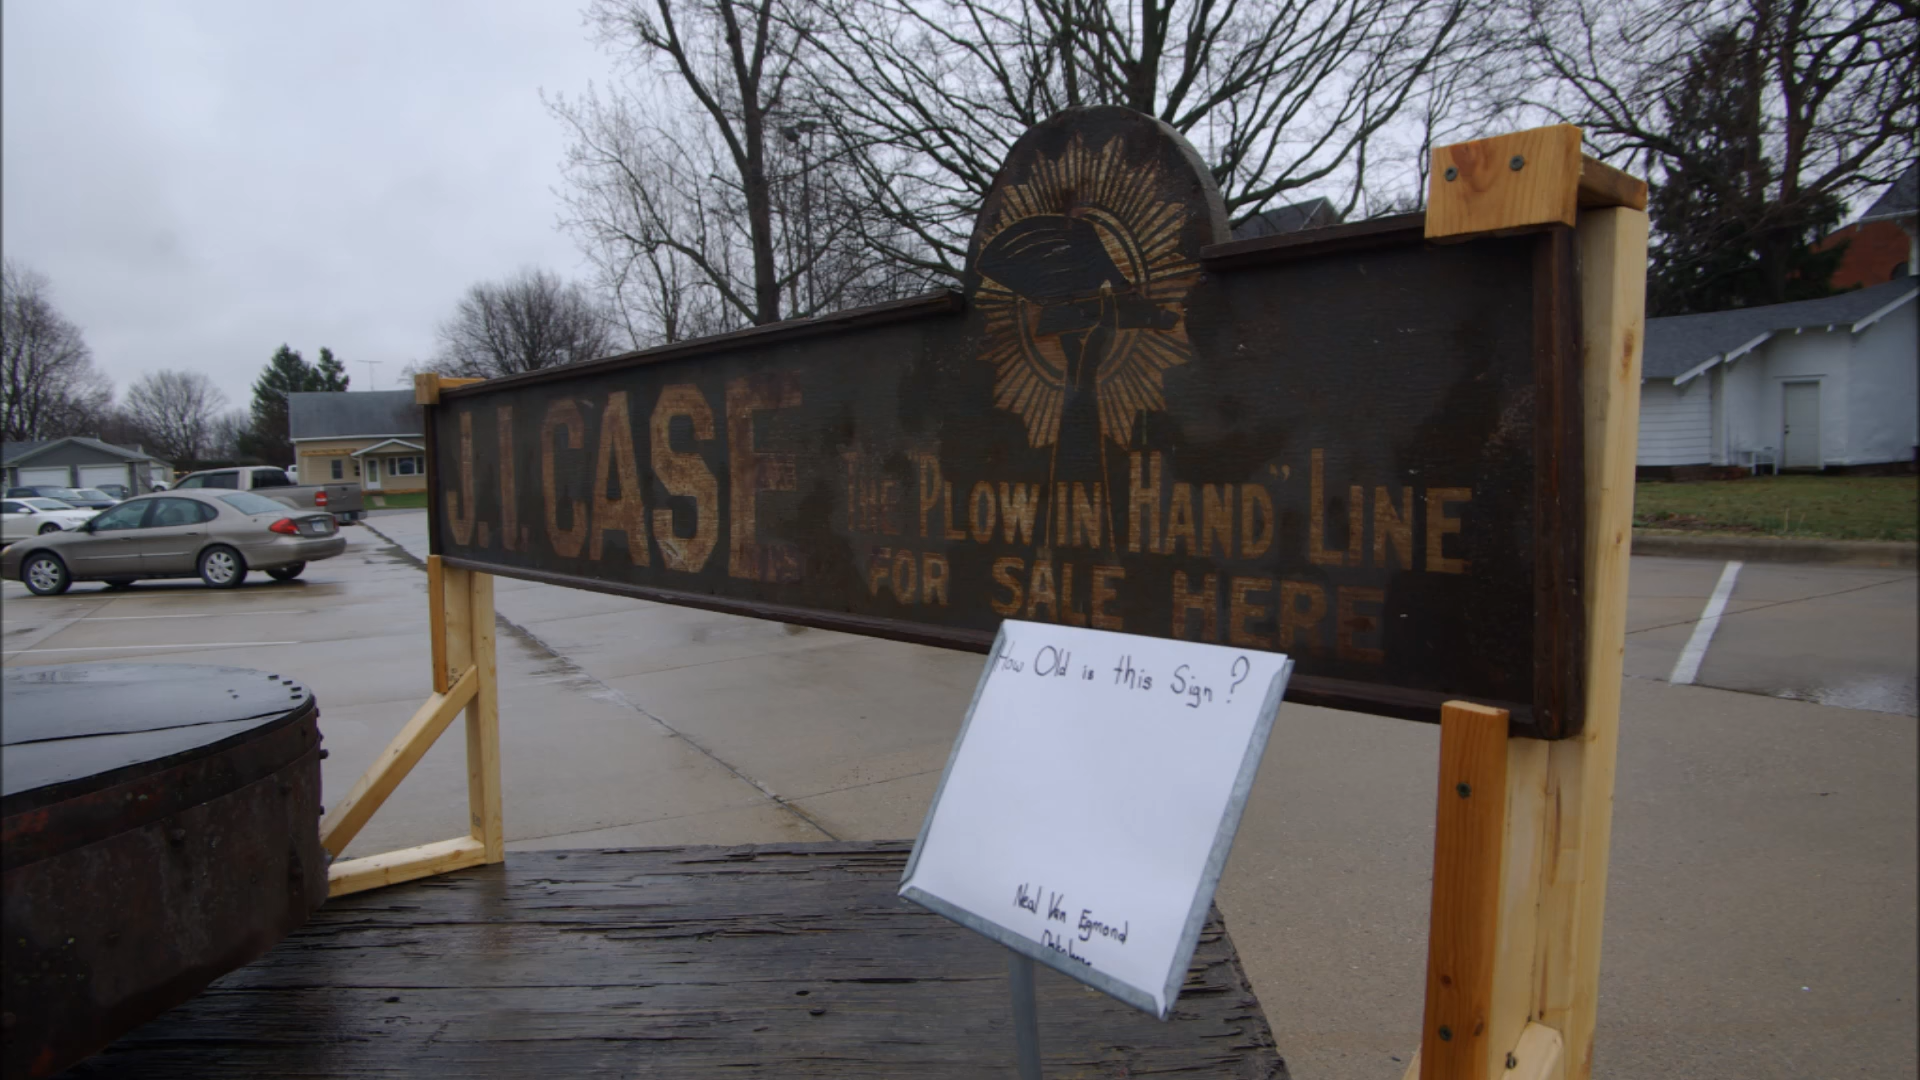 J. I. CASE
THE "PLOW IN HAND" LINE
FOR SALE HERE
How Old is this Sign ?
Neal Van Egmond